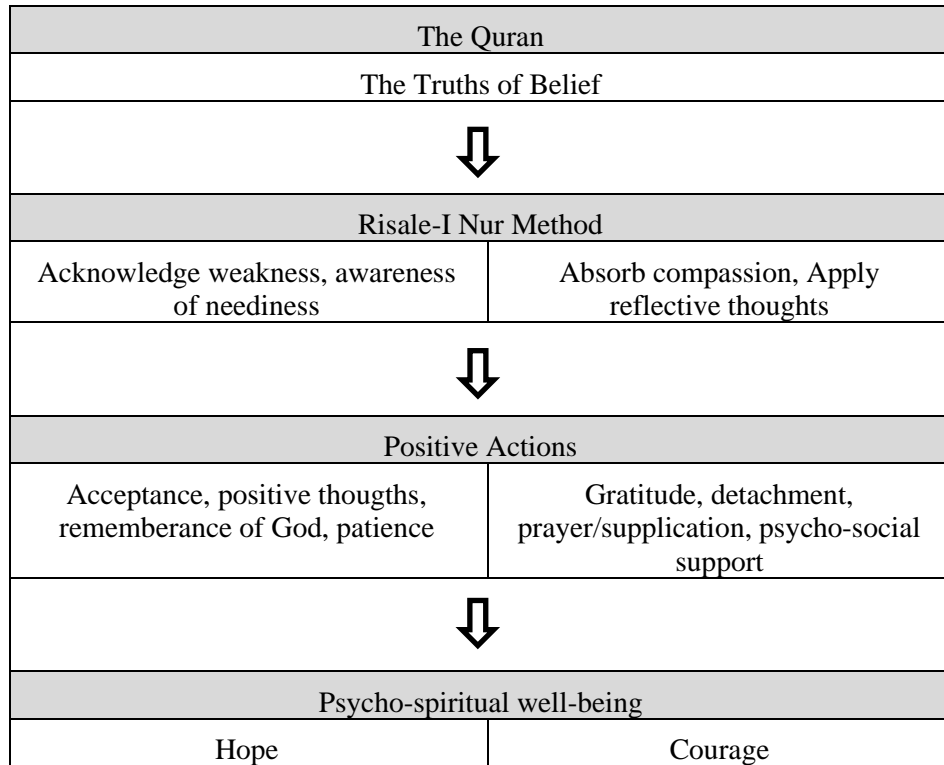 The Quran
The Truths of Belief
Risale-I Nur Method
Acknowledge weakness, awareness
of neediness
Absorb compassion, Apply
reflective thoughts
Positive Actions
Acceptance, positive thougths,
rememberance of God, patience
Gratitude, detachment,
prayer/supplication, psycho-social
support
Psycho-spiritual well-being
Hope
Courage